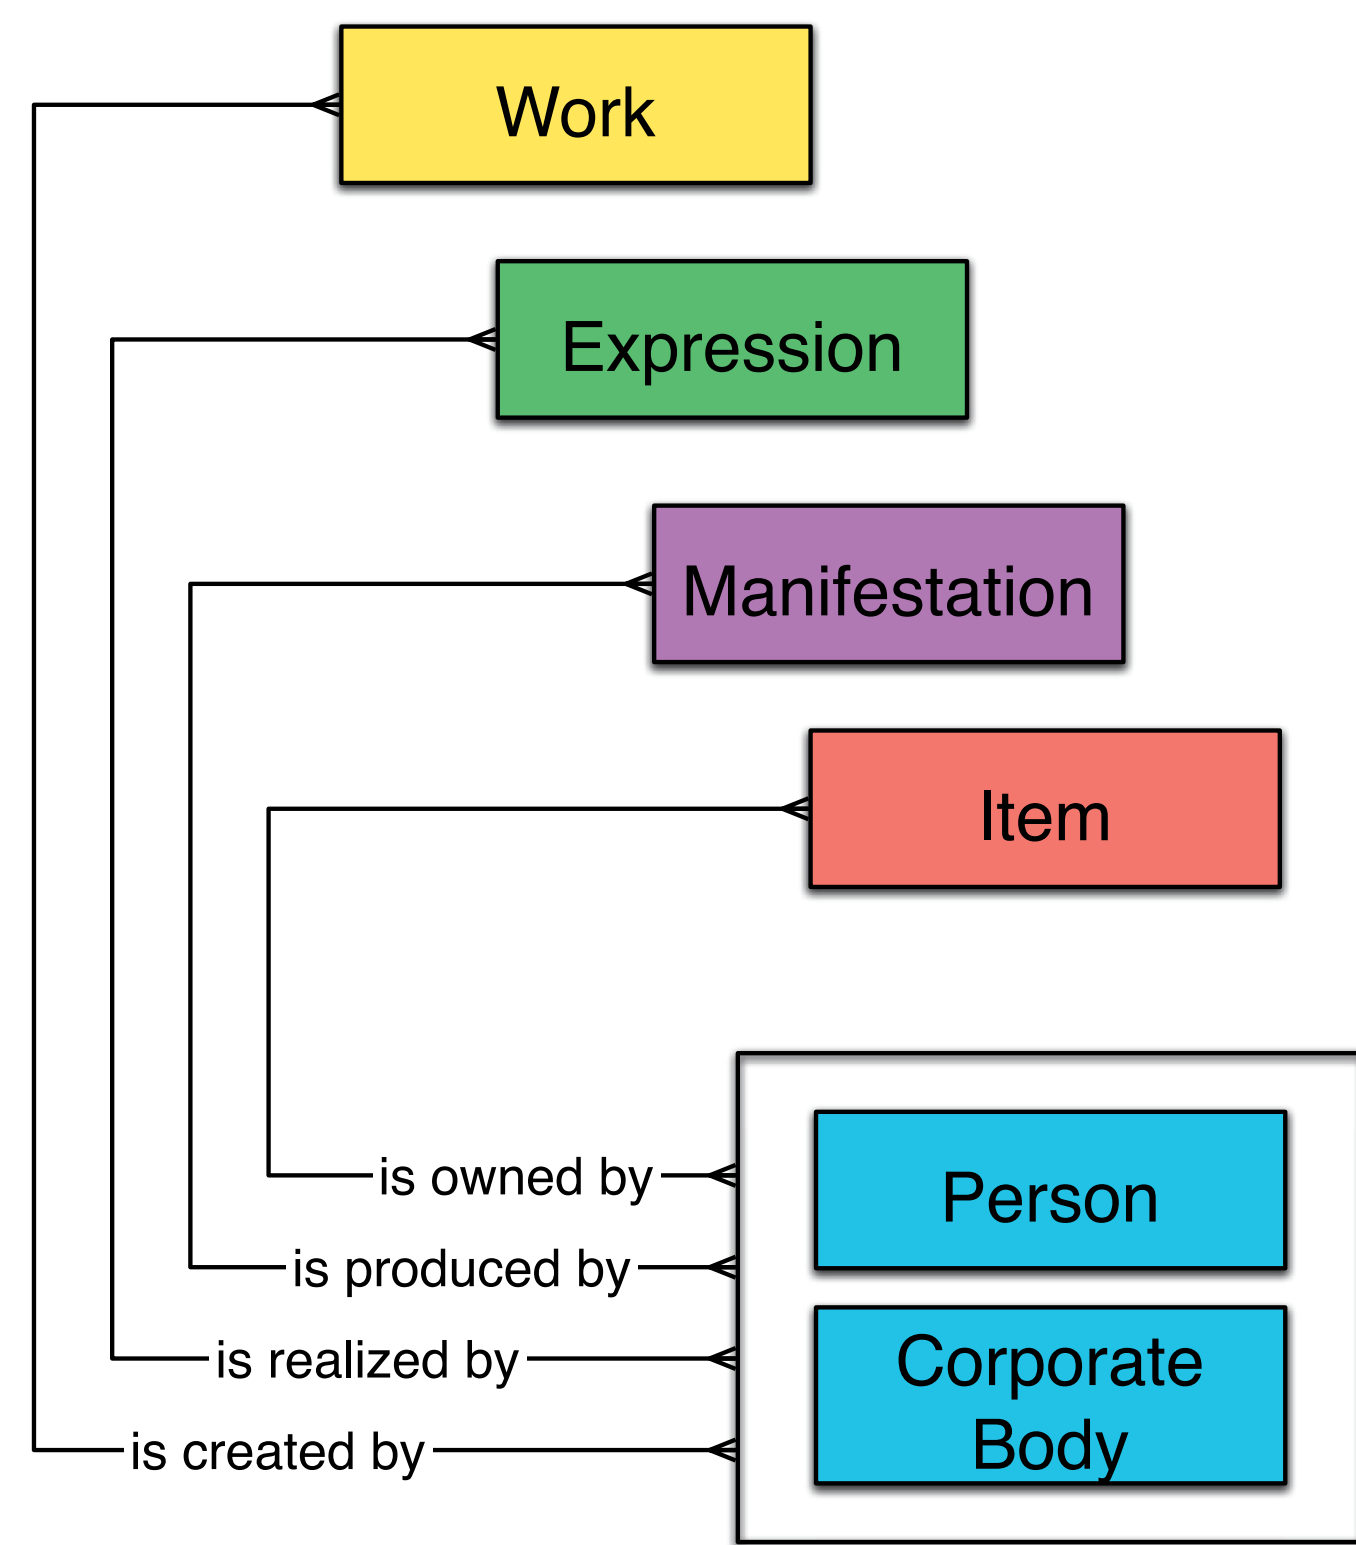 Work
Expression
Manifestation
Item
is owned by
Person
is produced by
is realized by
Corporate
Body
is created by